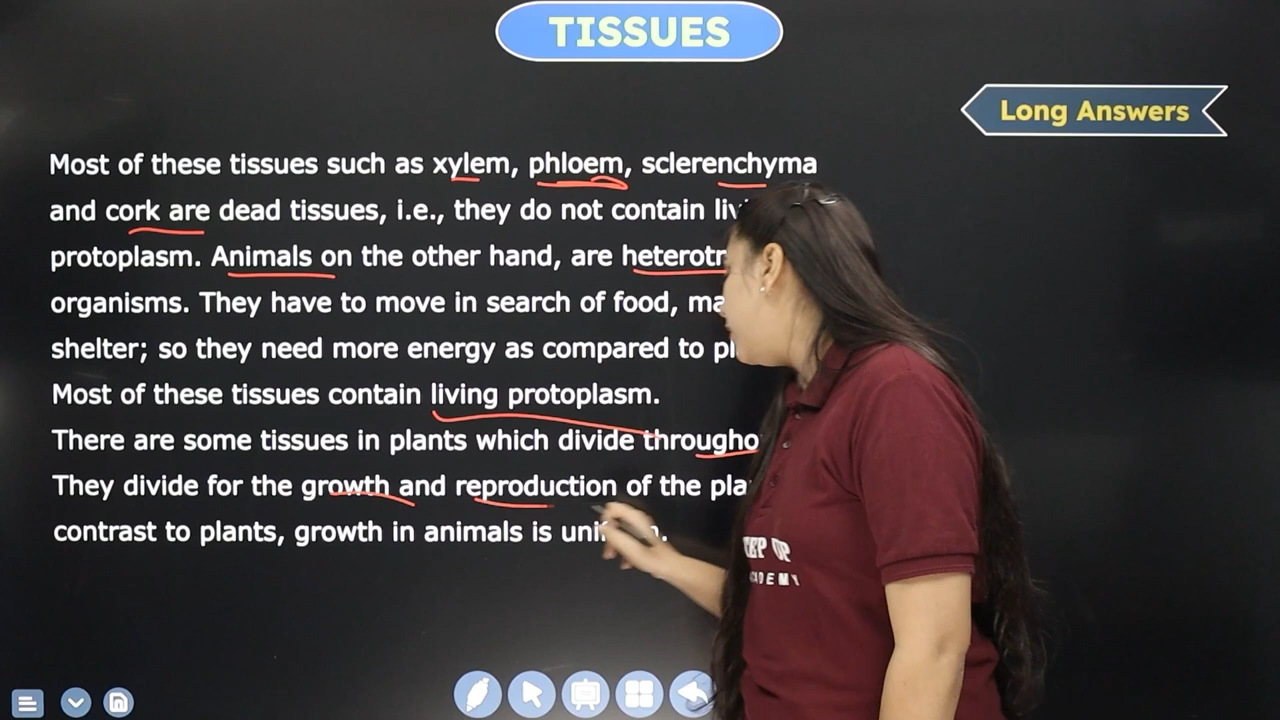 TISSUES
Long Answers
Most of these tissues such as xylem, phloem, sclerenchyma
and cork are dead tissues, i.e., they do not contain
protoplasm. Animals on the other hand, are
organisms. They have to move in search of food,
shelter; so they need more energy as compared to
Most of these tissues contain living protoplasm.
There are some tissues in plants which divide
They divide for the growth and reproduction of the
contrast to plants, growth in animals is